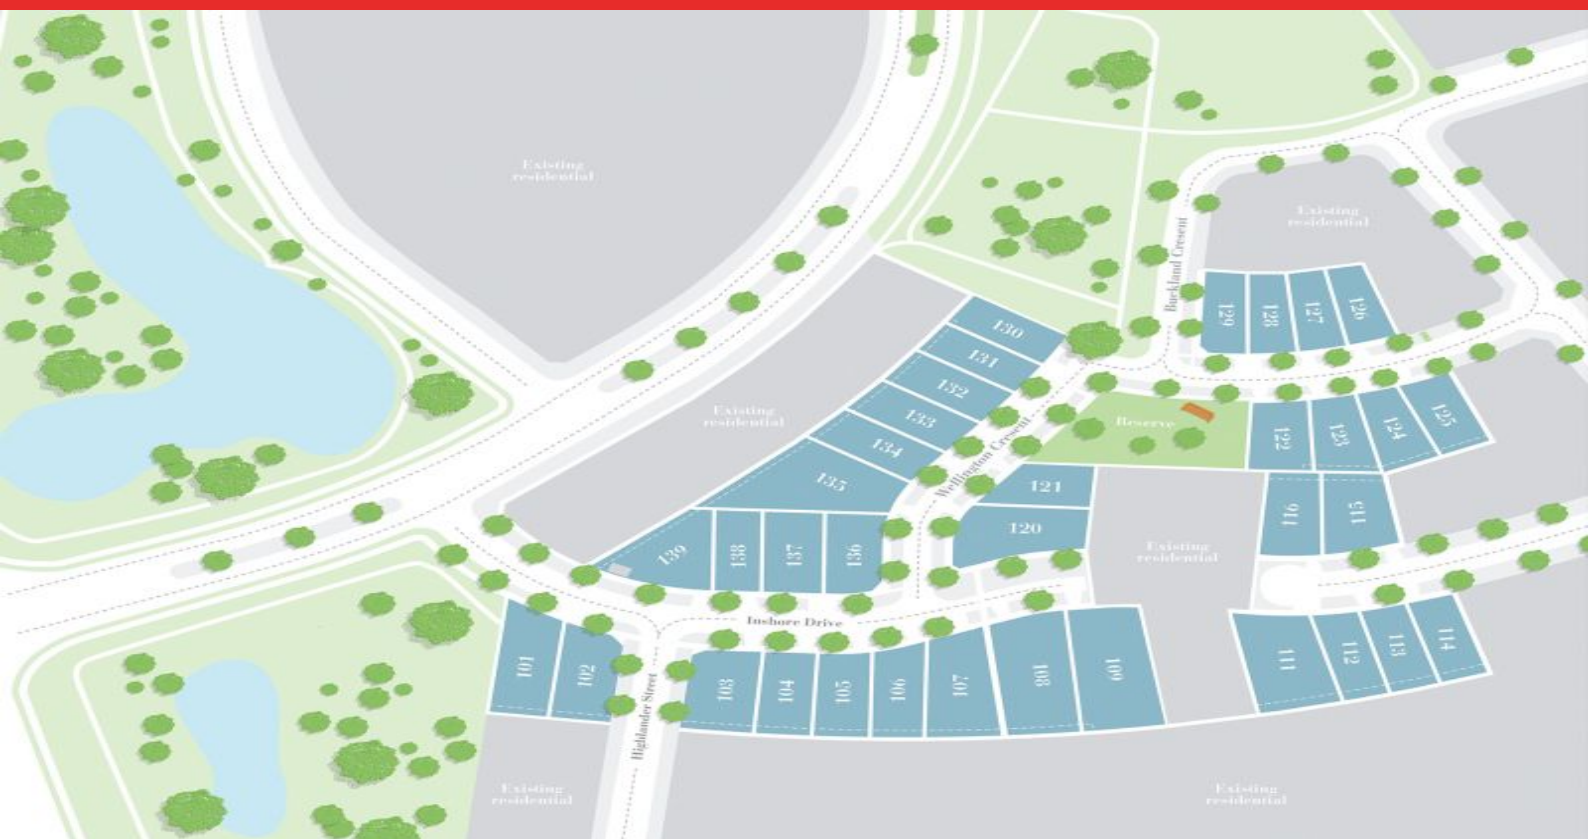 Existing
residential
Existing
residential
Buckland Cresent
129
128
127
126
130
131
132
133
134
135
Existing
residential
Wellington Cresent
Reserve
122
123
124
125
121
120
116
115
139
138
137
136
Existing
residential
Inshore Drive
101
102
Highlander Street
103
104
105
106
107
108
109
111
112
113
114
Existing
residential
Existing
residential